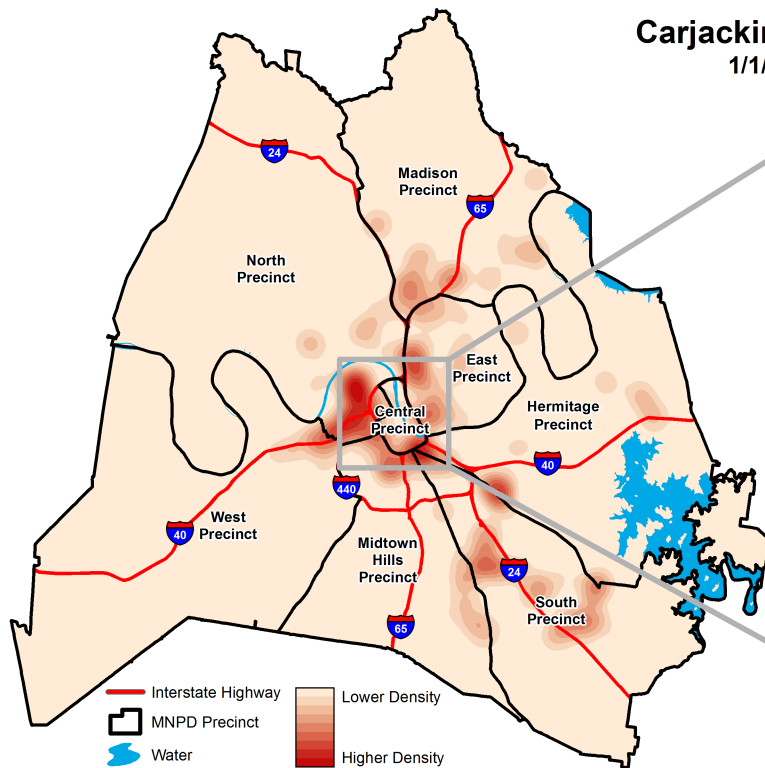 Carjackin
1/1/
24
Madison
Precinct
65
North
Precinct
East
Precinct
Hermitage
Precinct
Central
Precinct
40
440
West
Precinct
40
Midtown
Hills
Precinct
24
South
Precinct
65
Interstate Highway
MNPD Precinct
Water
Lower Density
Higher Density